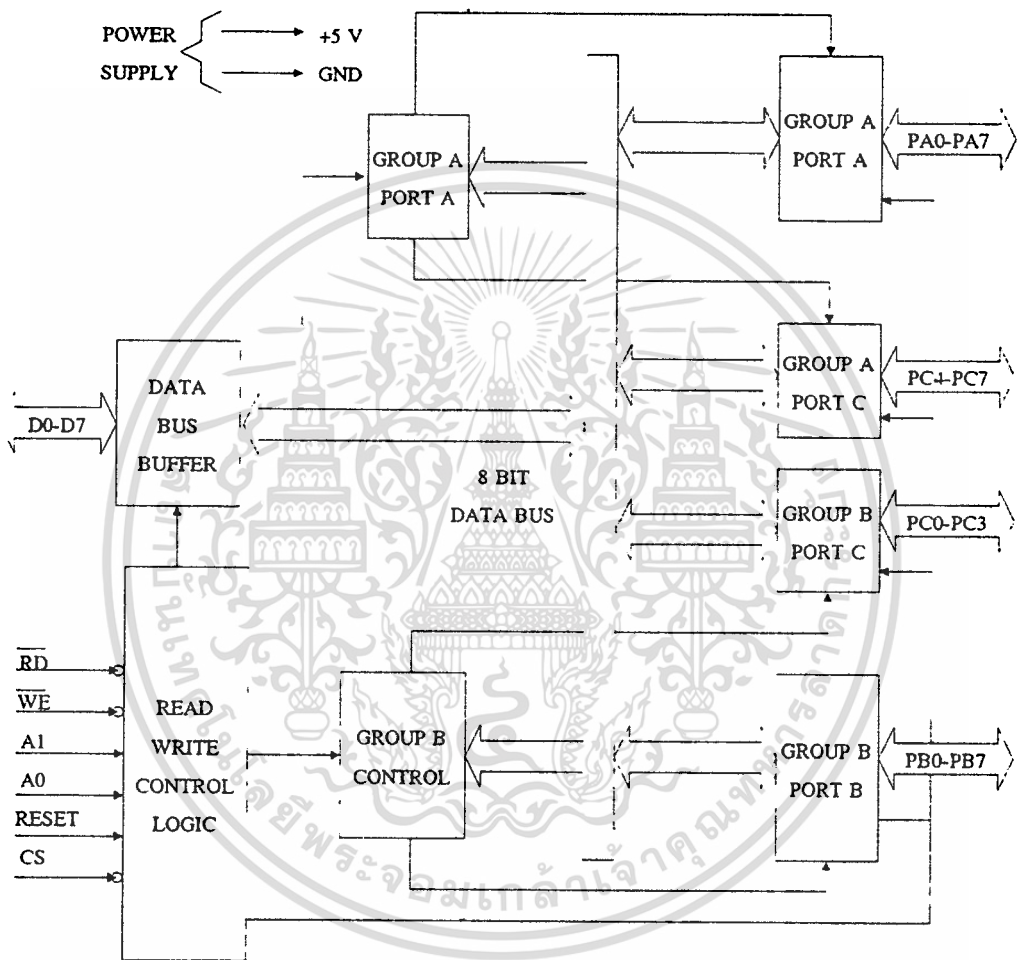 POWER
SUPPLY
+5 V
GND
GROUP A
PORT A
GROUP A
PORT A
PA0-PA7
GROUP A
PORT C
PC4-PC7
DATA
BUS
BUFFER
D0-D7
8 BIT
DATA BUS
GROUP B
PORT C
PC0-PC3
RD
WE
A1
A0
RESET
CS
READ
WRITE
CONTROL
LOGIC
GROUP B
CONTROL
GROUP B
PORT B
PB0-PB7